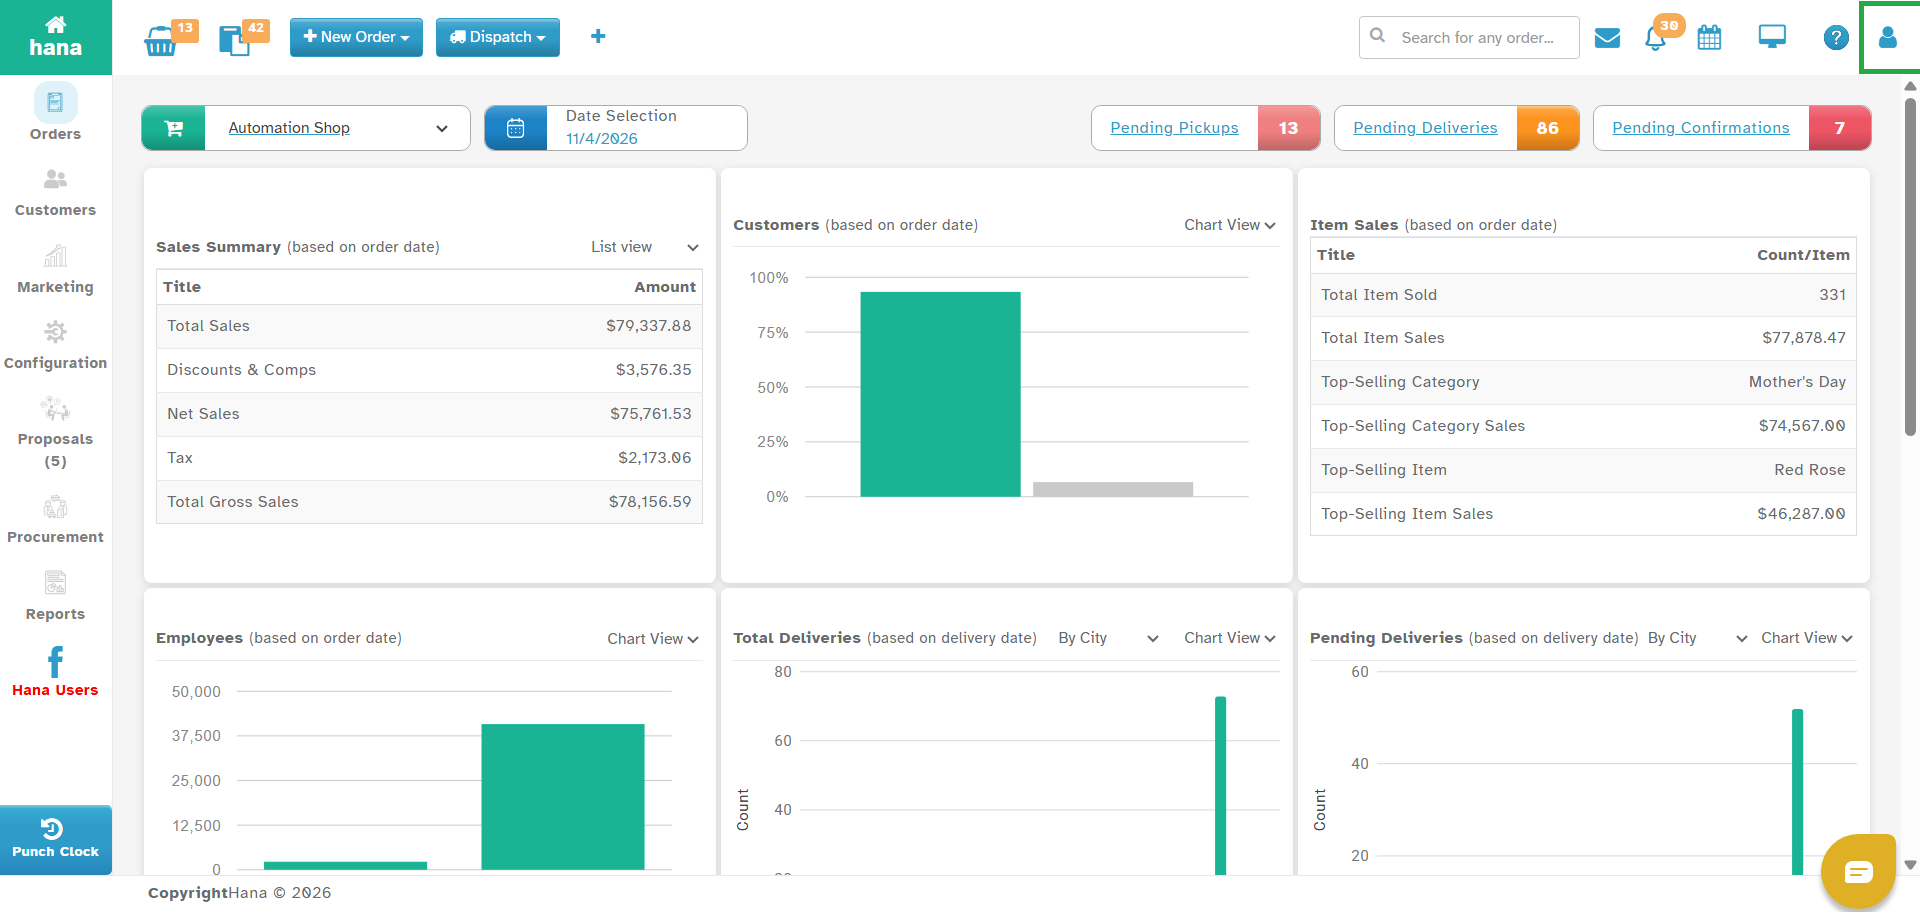 hana
13
42
New Order
Dispatch
Search for any order...
30
?
Orders
Customers
Marketing
Configuration
Proposals
(5)
Procurement
Reports
Hana Users
Punch Clock
Automation Shop
Date Selection
11/4/2026
Pending Pickups 13
Pending Deliveries 86
Pending Confirmations 7
Sales Summary (based on order date) List view
Title Amount
Total Sales $79,337.88
Discounts & Comps $3,576.35
Net Sales $75,761.53
Tax $2,173.06
Total Gross Sales $78,156.59
Customers (based on order date) Chart View
100%
75%
50%
25%
0%
Item Sales (based on order date)
Title Count/Item
Total Item Sold 331
Total Item Sales $77,878.47
Top-Selling Category Mother's Day
Top-Selling Category Sales $74,567.00
Top-Selling Item Red Rose
Top-Selling Item Sales $46,287.00
Employees (based on order date) Chart View
50,000
37,500
25,000
12,500
0
Total Deliveries (based on delivery date) By City Chart View
80
60
40
Count
Pending Deliveries (based on delivery date) By City Chart View
60
40
20
Count
CopyrightHana © 2026